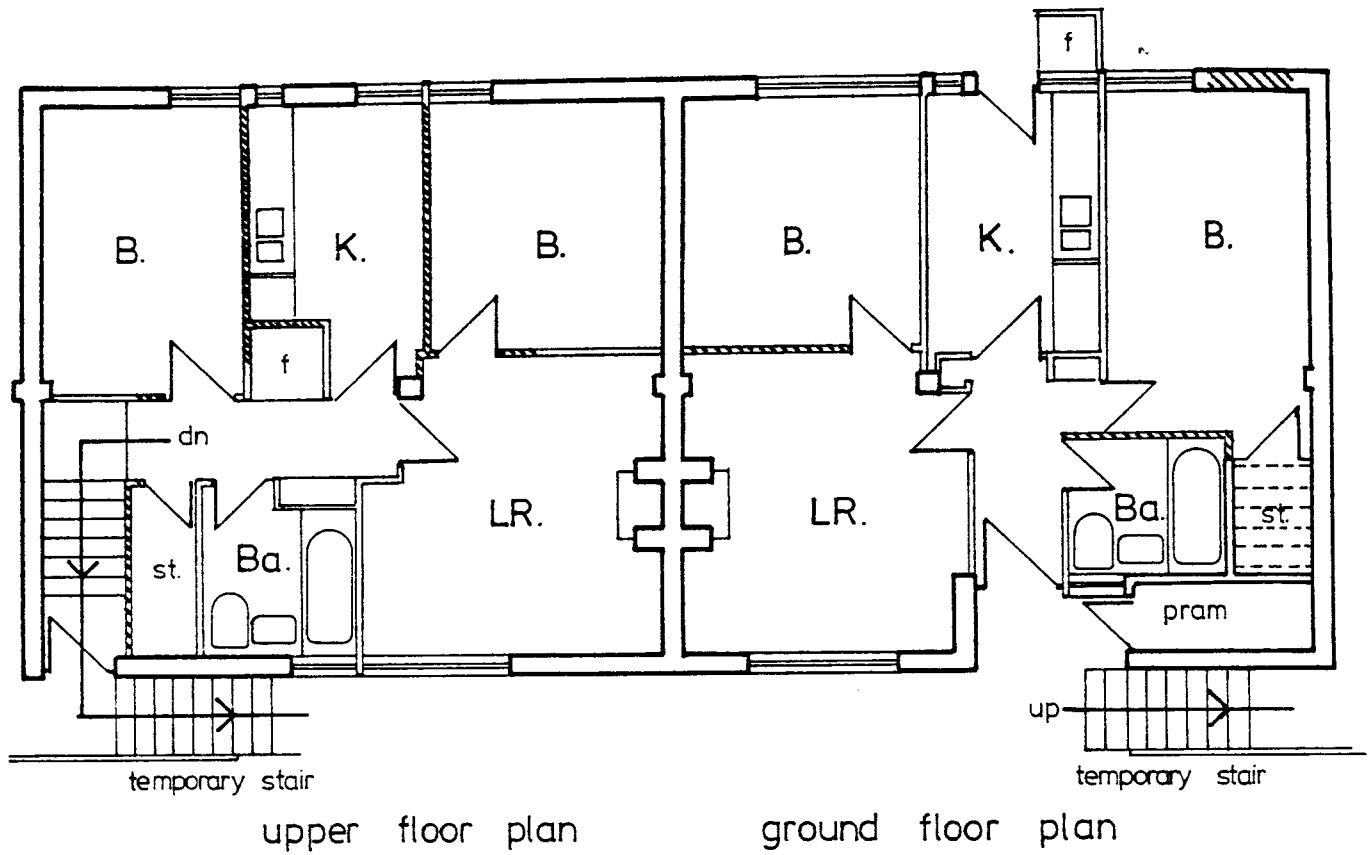 f
B.
K.
B.
B.
K.
B.
f
dn
LR.
LR.
st.
Ba.
Ba.
st.
pram
up
temporary stair
temporary stair
upper floor plan
ground floor plan